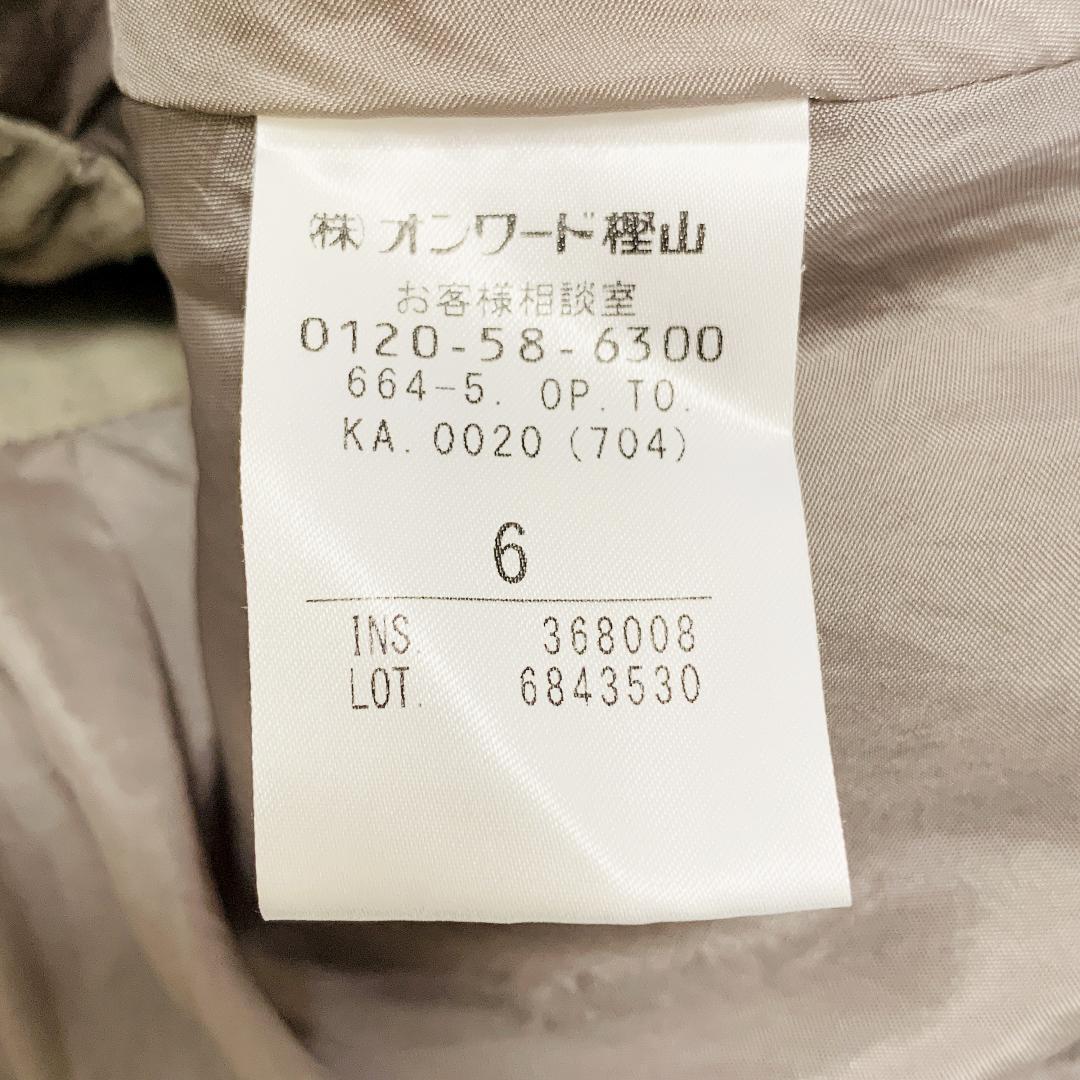 ㈱オンワード樫山
お客様相談室
0120-58-6300
664-5. OP.TO.
KA.0020(704)
6
INS. 368008
LOT. 6843530